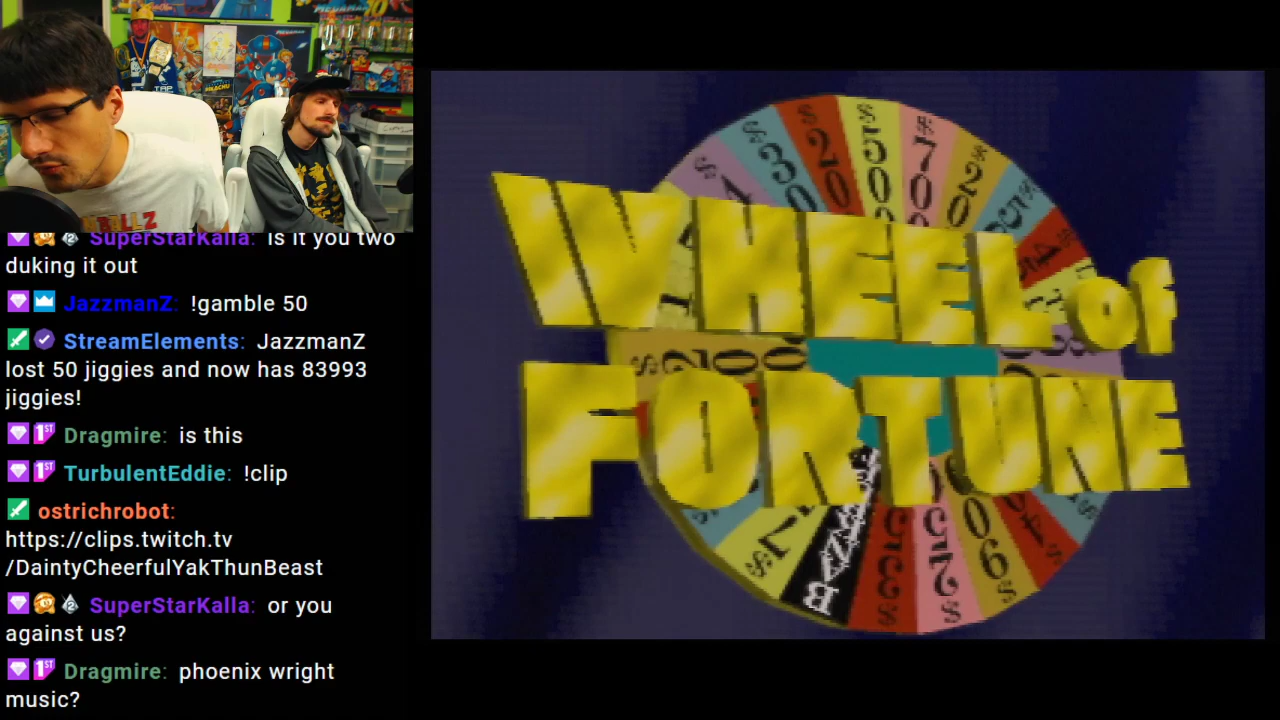 SuperStarKalla: Is it you two
duking it out
JazzmanZ: !gamble 50
StreamElements: JazzmanZ
lost 50 jiggies and now has 83993
jiggies!
Dragmire: is this
TurbulentEddie: !clip
ostrichrobot:
https://clips.twitch.tv
/DaintyCheerfulYakThunBeast
SuperStarKalla: or you
against us?
Dragmire: phoenix wright
music?
WHEEL of
FORTUNE